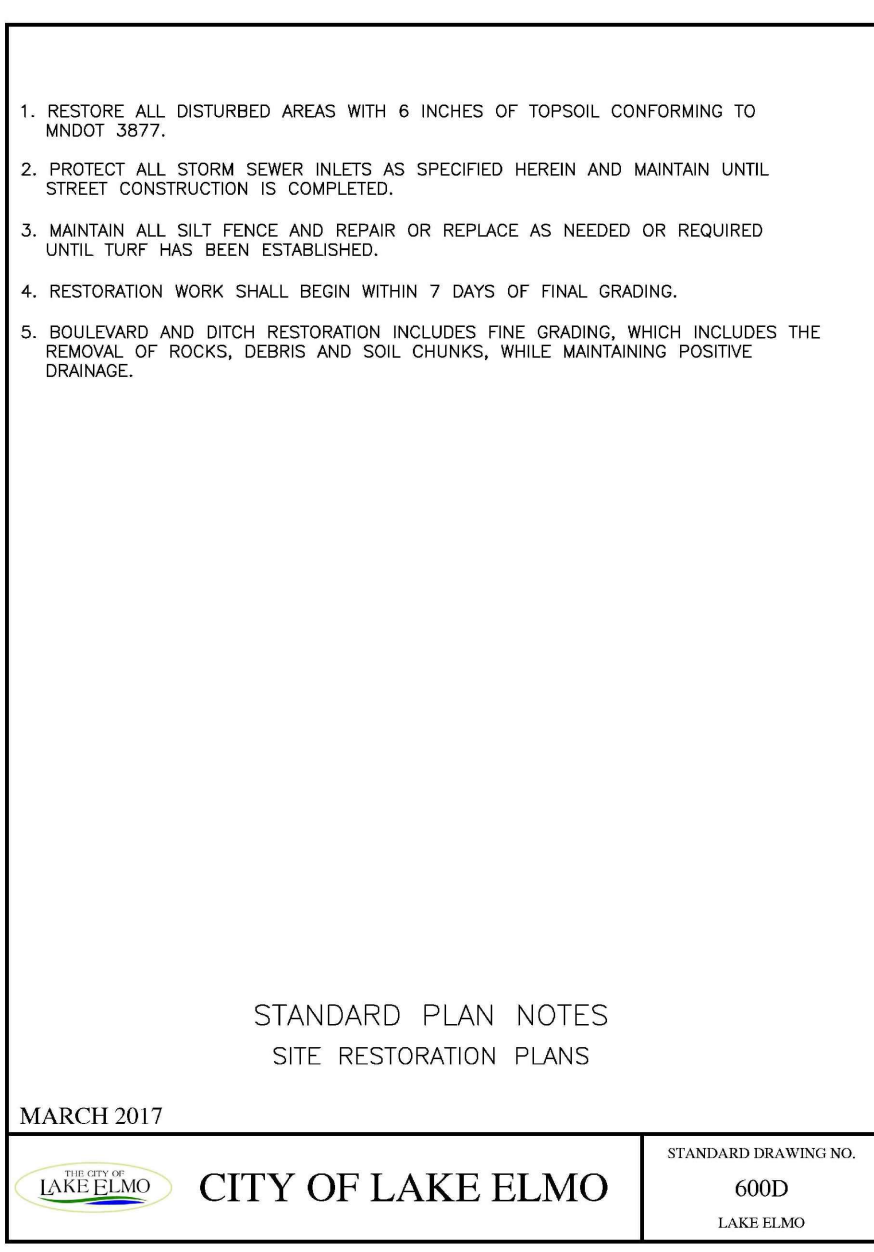 1. RESTORE ALL DISTURBED AREAS WITH 6 INCHES OF TOPSOIL CONFORMING TO
MNDOT 3877.
2. PROTECT ALL STORM SEWER INLETS AS SPECIFIED HEREIN AND MAINTAIN UNTIL
STREET CONSTRUCTION IS COMPLETED.
3. MAINTAIN ALL SILT FENCE AND REPAIR OR REPLACE AS NEEDED OR REQUIRED
UNTIL TURF HAS BEEN ESTABLISHED.
4. RESTORATION WORK SHALL BEGIN WITHIN 7 DAYS OF FINAL GRADING.
5. BOULEVARD AND DITCH RESTORATION INCLUDES FINE GRADING, WHICH INCLUDES THE
REMOVAL OF ROCKS, DEBRIS AND SOIL CHUNKS, WHILE MAINTAINING POSITIVE
DRAINAGE.
STANDARD PLAN NOTES
SITE RESTORATION PLANS
MARCH 2017
THE CITY OF
LAKE ELMO
CITY OF LAKE ELMO
STANDARD DRAWING NO.
600D
LAKE ELMO